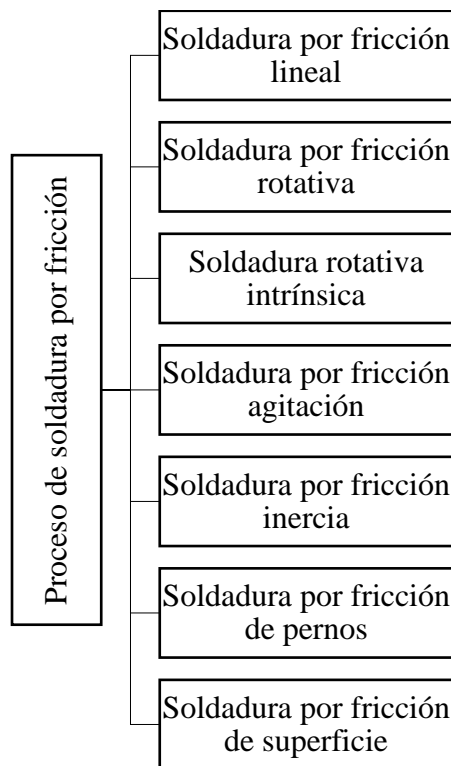 Proceso de soldadura por fricción
Soldadura por fricción
lineal
Soldadura por fricción
rotativa
Soldadura rotativa
intrínsica
Soldadura por fricción
agitación
Soldadura por fricción
inercia
Soldadura por fricción
de pernos
Soldadura por fricción
de superficie